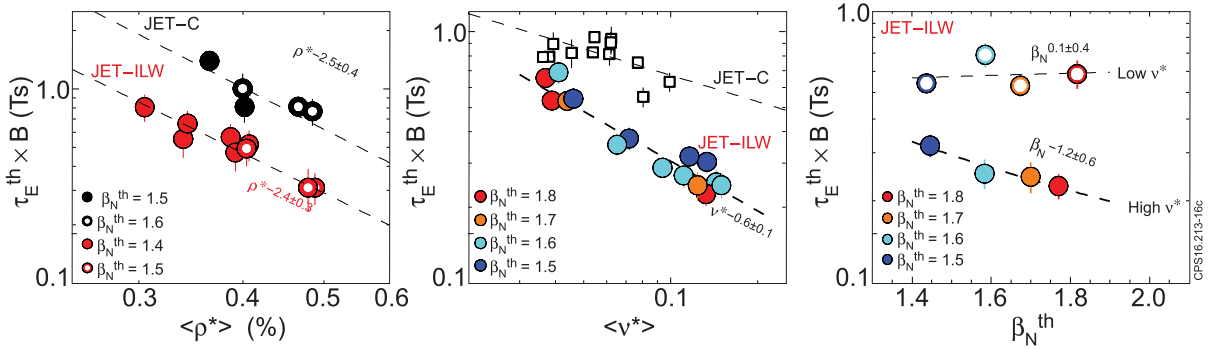 JET−C
JET−ILW
ρ*−2.5±0.4
ρ*−2.4±0.3
τ_E^th × B (Ts)
1.0
0.1
β_N^th = 1.5
β_N^th = 1.6
β_N^th = 1.4
β_N^th = 1.5
0.3 0.4 0.5 0.6
<ρ*> (%)
JET−C
JET−ILW
ν*−0.6±0.1
τ_E^th × B (Ts)
1.0
0.1
β_N^th = 1.8
β_N^th = 1.7
β_N^th = 1.6
β_N^th = 1.5
0.1
<ν*>
JET−ILW
β_N^0.1±0.4
Low ν*
β_N^−1.2±0.6
High ν*
τ_E^th × B (Ts)
1.0
0.1
β_N^th = 1.8
β_N^th = 1.7
β_N^th = 1.6
β_N^th = 1.5
1.4 1.6 1.8 2.0
β_N^th
CPS16.213-16c